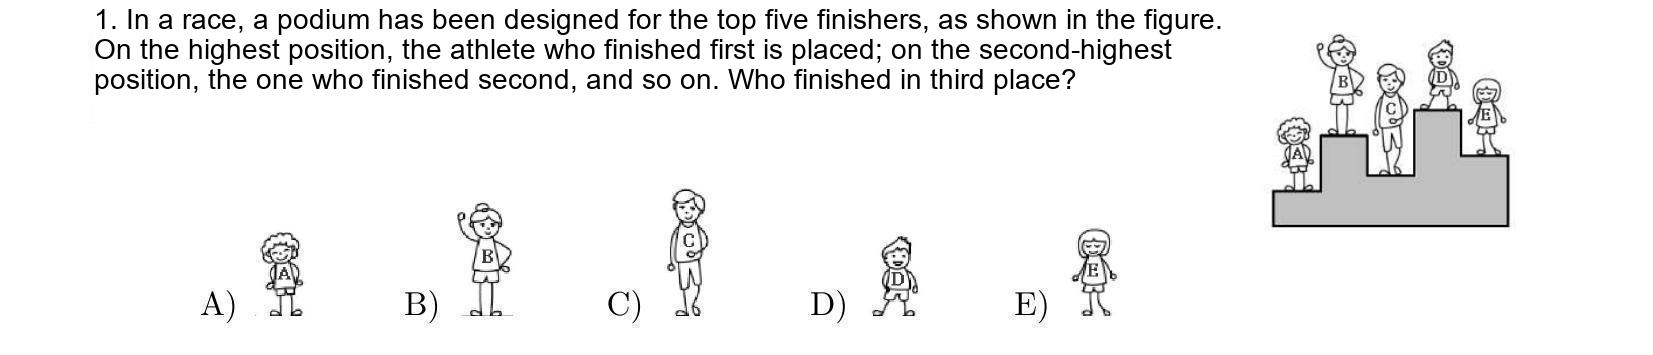 1. In a race, a podium has been designed for the top five finishers, as shown in the figure.
On the highest position, the athlete who finished first is placed; on the second-highest
position, the one who finished second, and so on. Who finished in third place?
B
D
C
E
A
A) A
B) B
C) C
D) D
E) E